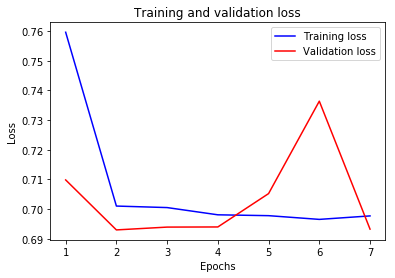 Training and validation loss
Training loss
Validation loss
0.76
0.75
0.74
0.73
0.72
0.71
0.70
0.69
Loss
1 2 3 4 5 6 7
Epochs